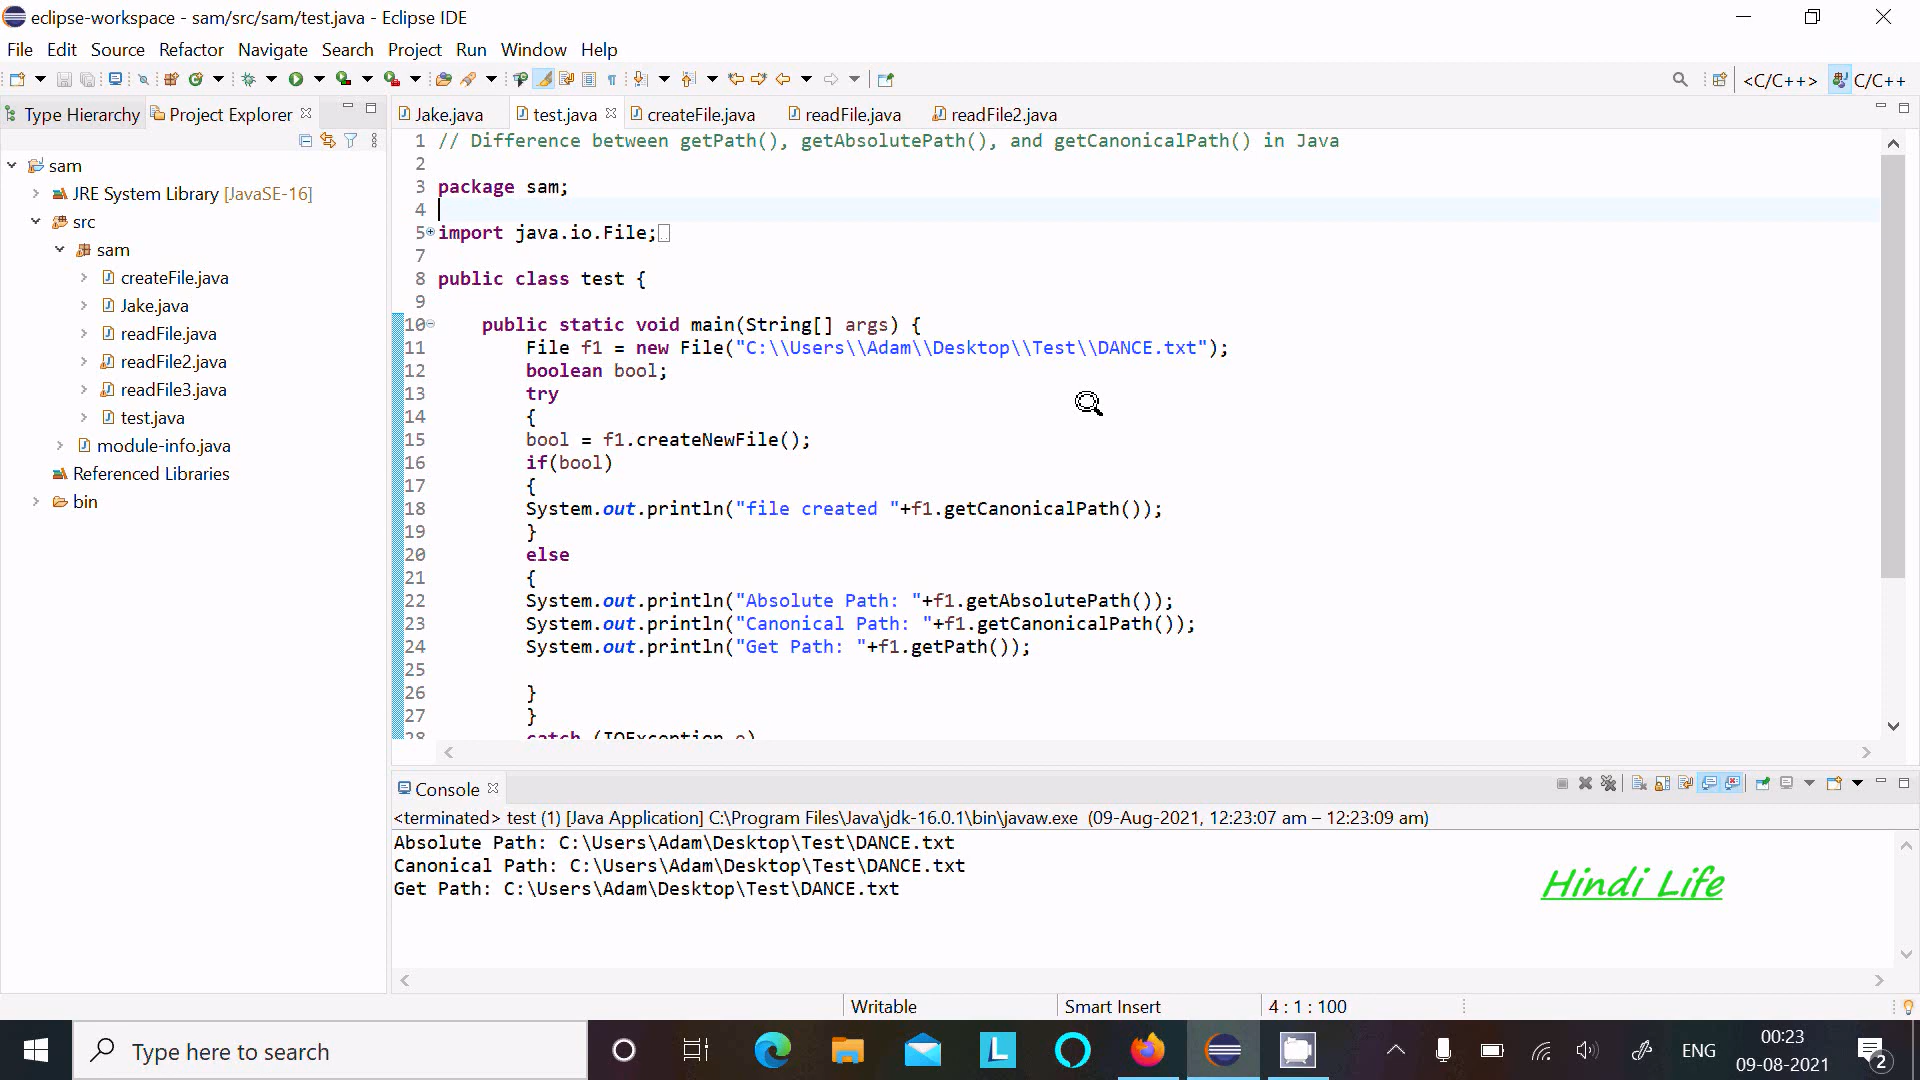 eclipse-workspace - sam/src/sam/test.java - Eclipse IDE
File Edit Source Refactor Navigate Search Project Run Window Help
<C/C++> C/C++
Type Hierarchy Project Explorer
sam
JRE System Library [JavaSE-16]
src
sam
createFile.java
Jake.java
readFile.java
readFile2.java
readFile3.java
test.java
module-info.java
Referenced Libraries
bin
Jake.java test.java createFile.java readFile.java readFile2.java
1 // Difference between getPath(), getAbsolutePath(), and getCanonicalPath() in Java
2
3 package sam;
4
5 import java.io.File;
7
8 public class test {
9
10 public static void main(String[] args) {
11 File f1 = new File("C:\\Users\\Adam\\Desktop\\Test\\DANCE.txt");
12 boolean bool;
13 try
14 {
15 bool = f1.createNewFile();
16 if(bool)
17 {
18 System.out.println("file created "+f1.getCanonicalPath());
19 }
20 else
21 {
22 System.out.println("Absolute Path: "+f1.getAbsolutePath());
23 System.out.println("Canonical Path: "+f1.getCanonicalPath());
24 System.out.println("Get Path: "+f1.getPath());
25
26 }
27 }
28 catch (IOException e)
Console
<terminated> test (1) [Java Application] C:\Program Files\Java\jdk-16.0.1\bin\javaw.exe (09-Aug-2021, 12:23:07 am – 12:23:09 am)
Absolute Path: C:\Users\Adam\Desktop\Test\DANCE.txt
Canonical Path: C:\Users\Adam\Desktop\Test\DANCE.txt
Get Path: C:\Users\Adam\Desktop\Test\DANCE.txt
Hindi Life
Writable Smart Insert 4 : 1 : 100
Type here to search
L
ENG
00:23
09-08-2021
2